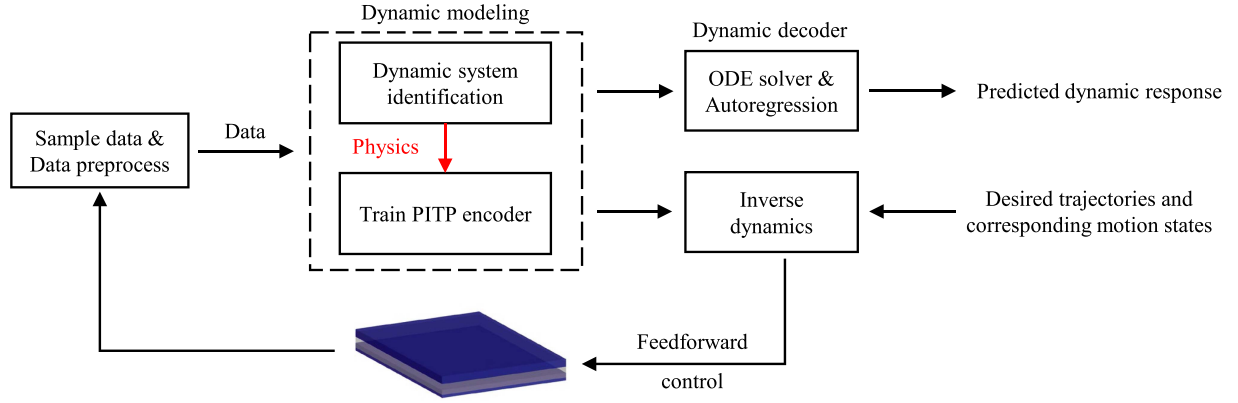 Dynamic modeling
Dynamic system
identification
Physics
Train PITP encoder
Sample data &
Data preprocess
Data
Dynamic decoder
ODE solver &
Autoregression
Predicted dynamic response
Inverse
dynamics
Desired trajectories and
corresponding motion states
Feedforward
control